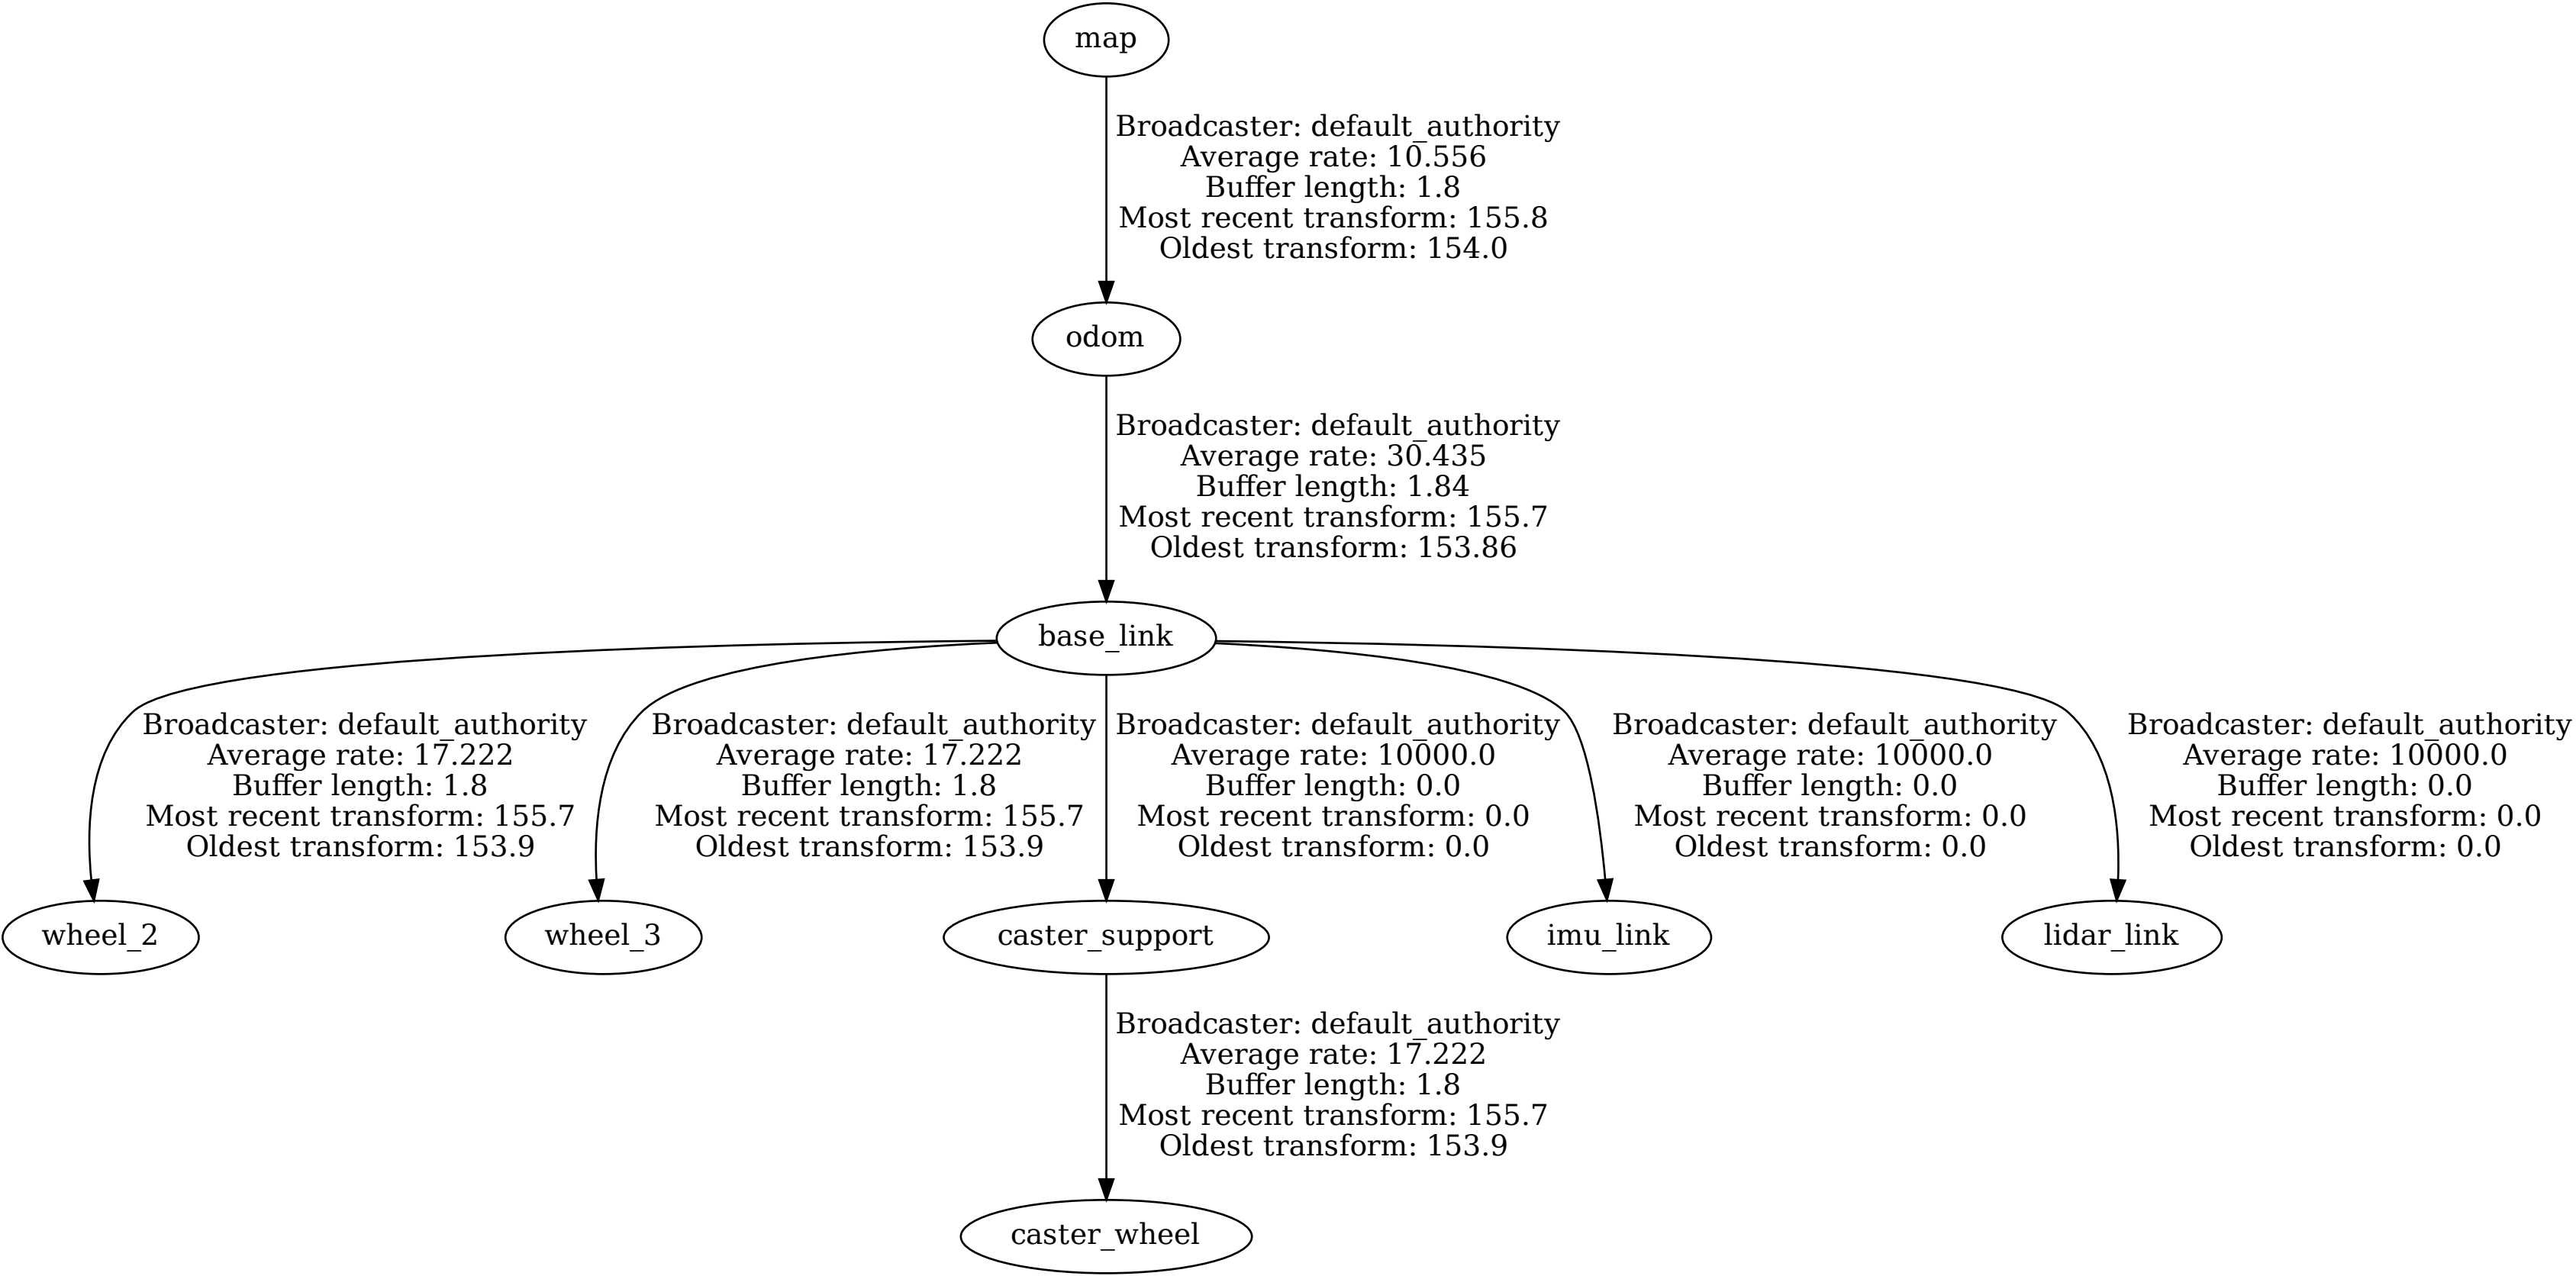 map
Broadcaster: default_authority
Average rate: 10.556
Buffer length: 1.8
Most recent transform: 155.8
Oldest transform: 154.0
odom
Broadcaster: default_authority
Average rate: 30.435
Buffer length: 1.84
Most recent transform: 155.7
Oldest transform: 153.86
base_link
Broadcaster: default_authority
Average rate: 17.222
Buffer length: 1.8
Most recent transform: 155.7
Oldest transform: 153.9
Broadcaster: default_authority
Average rate: 17.222
Buffer length: 1.8
Most recent transform: 155.7
Oldest transform: 153.9
Broadcaster: default_authority
Average rate: 10000.0
Buffer length: 0.0
Most recent transform: 0.0
Oldest transform: 0.0
Broadcaster: default_authority
Average rate: 10000.0
Buffer length: 0.0
Most recent transform: 0.0
Oldest transform: 0.0
Broadcaster: default_authority
Average rate: 10000.0
Buffer length: 0.0
Most recent transform: 0.0
Oldest transform: 0.0
wheel_2
wheel_3
caster_support
imu_link
lidar_link
Broadcaster: default_authority
Average rate: 17.222
Buffer length: 1.8
Most recent transform: 155.7
Oldest transform: 153.9
caster_wheel